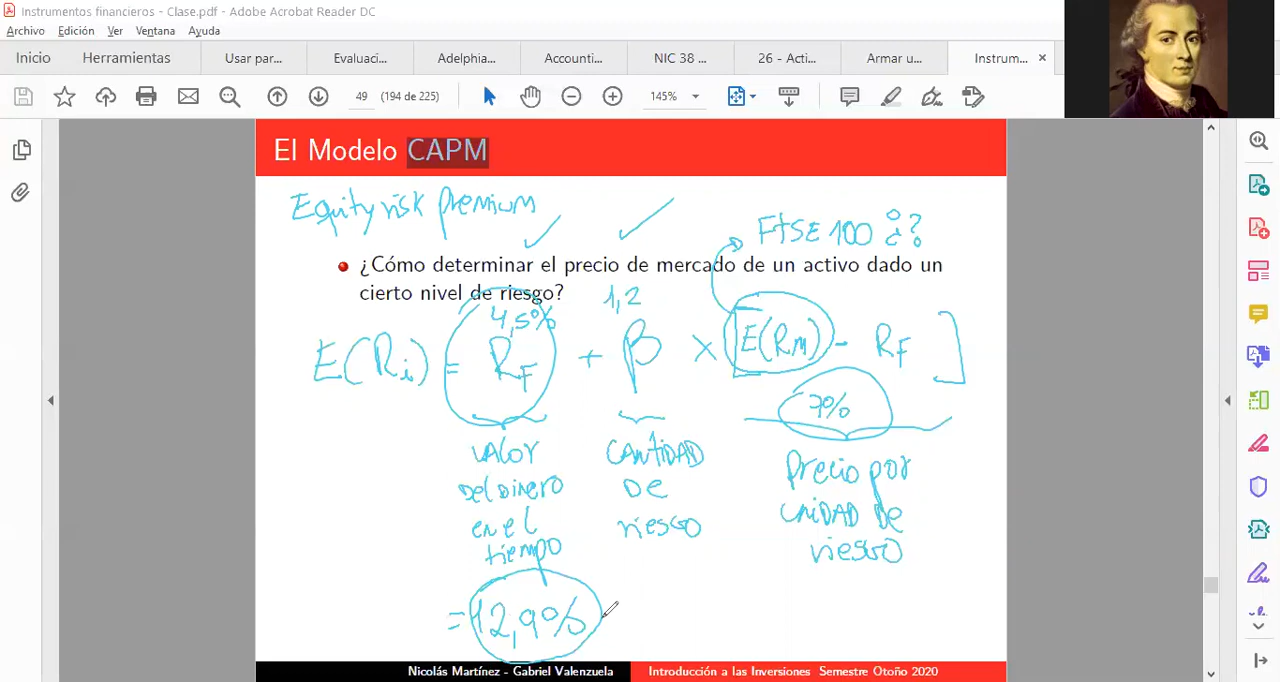 Instrumentos financieros - Clase.pdf - Adobe Acrobat Reader DC
Archivo Edición Ver Ventana Ayuda
Inicio Herramientas Usar par... Evaluaci... Adelphia... Accounti... NIC 38 ... 26 - Acti... Armar u... Instrum... ×
49 (194 de 225) 145%
El Modelo CAPM
Equity risk premium
FTSE 100 ¿?
¿Cómo determinar el precio de mercado de un activo dado un
cierto nivel de riesgo?
4,5% 1,2
E(Ri) = RF + β × [E(RM) - RF]
7%
VALOR DEL DINERO en el tiempo
CANTIDAD DE riesgo
Precio por UNIDAD DE riesgo
= 12,9%
Nicolás Martínez - Gabriel Valenzuela Introducción a las Inversiones Semestre Otoño 2020